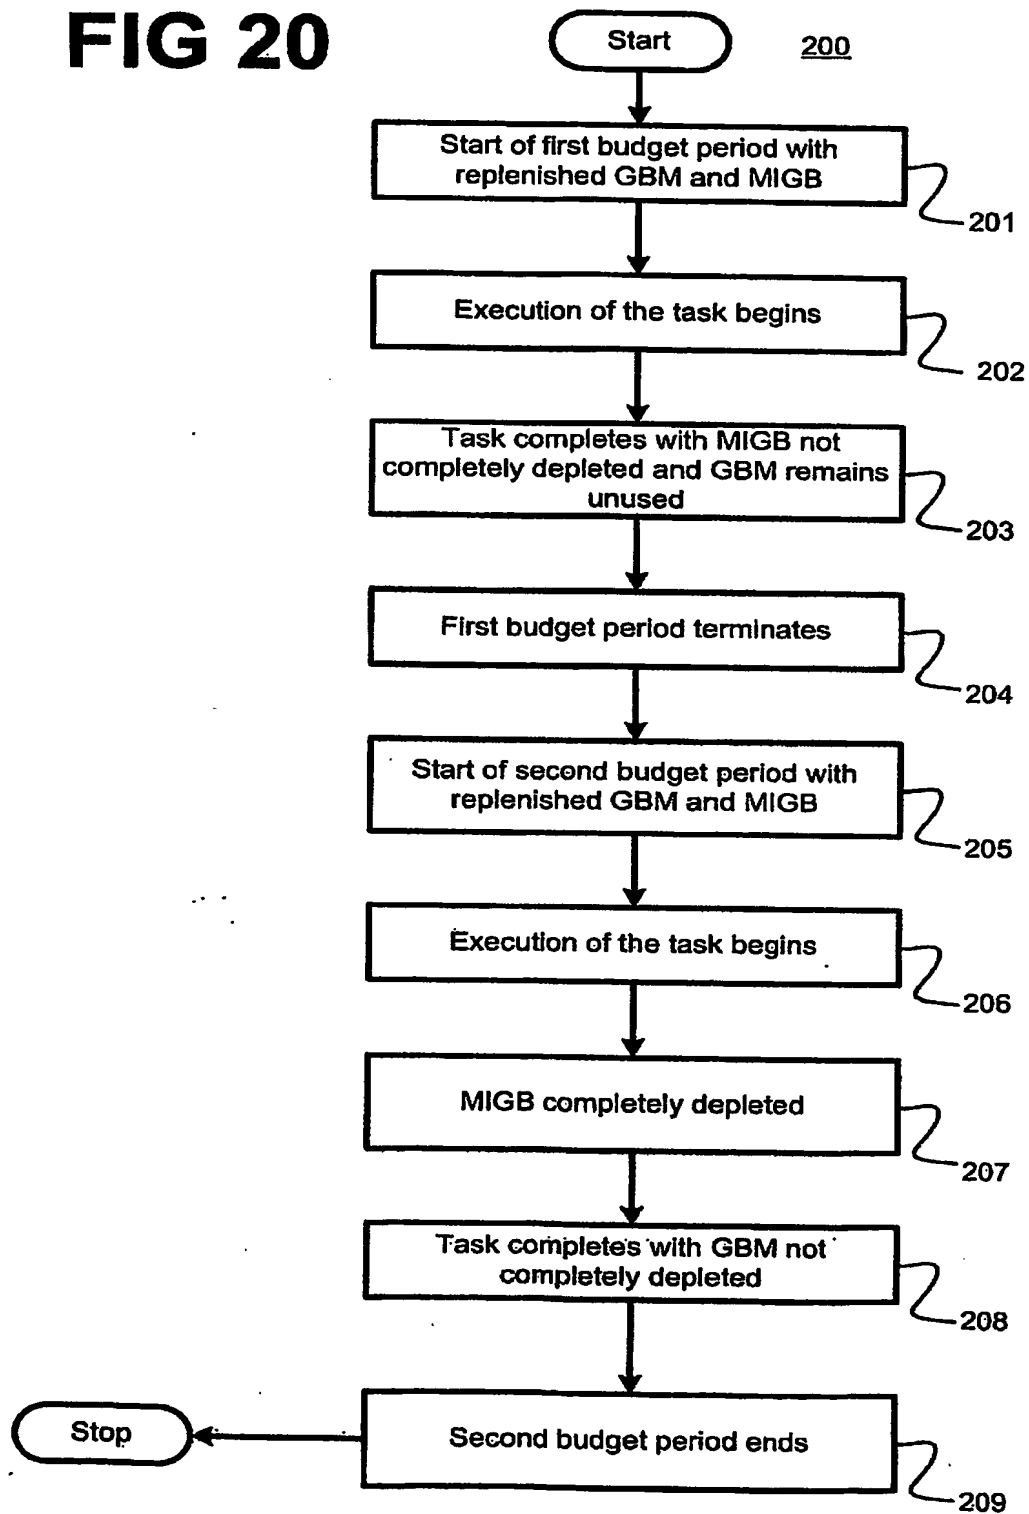 FIG 20
Start
200
Start of first budget period with
replenished GBM and MIGB
201
Execution of the task begins
202
Task completes with MIGB not
completely depleted and GBM remains
unused
203
First budget period terminates
204
Start of second budget period with
replenished GBM and MIGB
205
Execution of the task begins
206
MIGB completely depleted
207
Task completes with GBM not
completely depleted
208
Second budget period ends
209
Stop